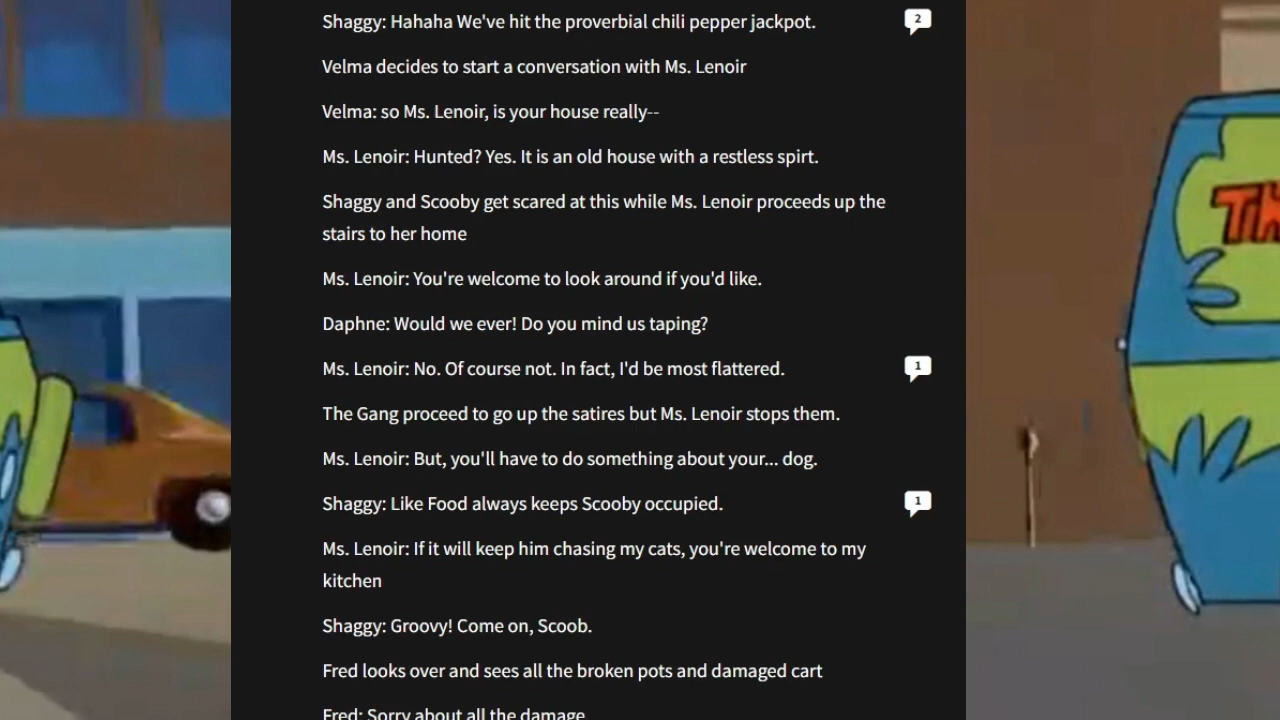 Shaggy: Hahaha We've hit the proverbial chili pepper jackpot.
2
Velma decides to start a conversation with Ms. Lenoir
Velma: so Ms. Lenoir, is your house really--
Ms. Lenoir: Hunted? Yes. It is an old house with a restless spirt.
Shaggy and Scooby get scared at this while Ms. Lenoir proceeds up the
stairs to her home
Ms. Lenoir: You're welcome to look around if you'd like.
Daphne: Would we ever! Do you mind us taping?
Ms. Lenoir: No. Of course not. In fact, I'd be most flattered.
1
The Gang proceed to go up the satires but Ms. Lenoir stops them.
Ms. Lenoir: But, you'll have to do something about your... dog.
Shaggy: Like Food always keeps Scooby occupied.
1
Ms. Lenoir: If it will keep him chasing my cats, you're welcome to my
kitchen
Shaggy: Groovy! Come on, Scoob.
Fred looks over and sees all the broken pots and damaged cart
Fred: Sorry about all the damage